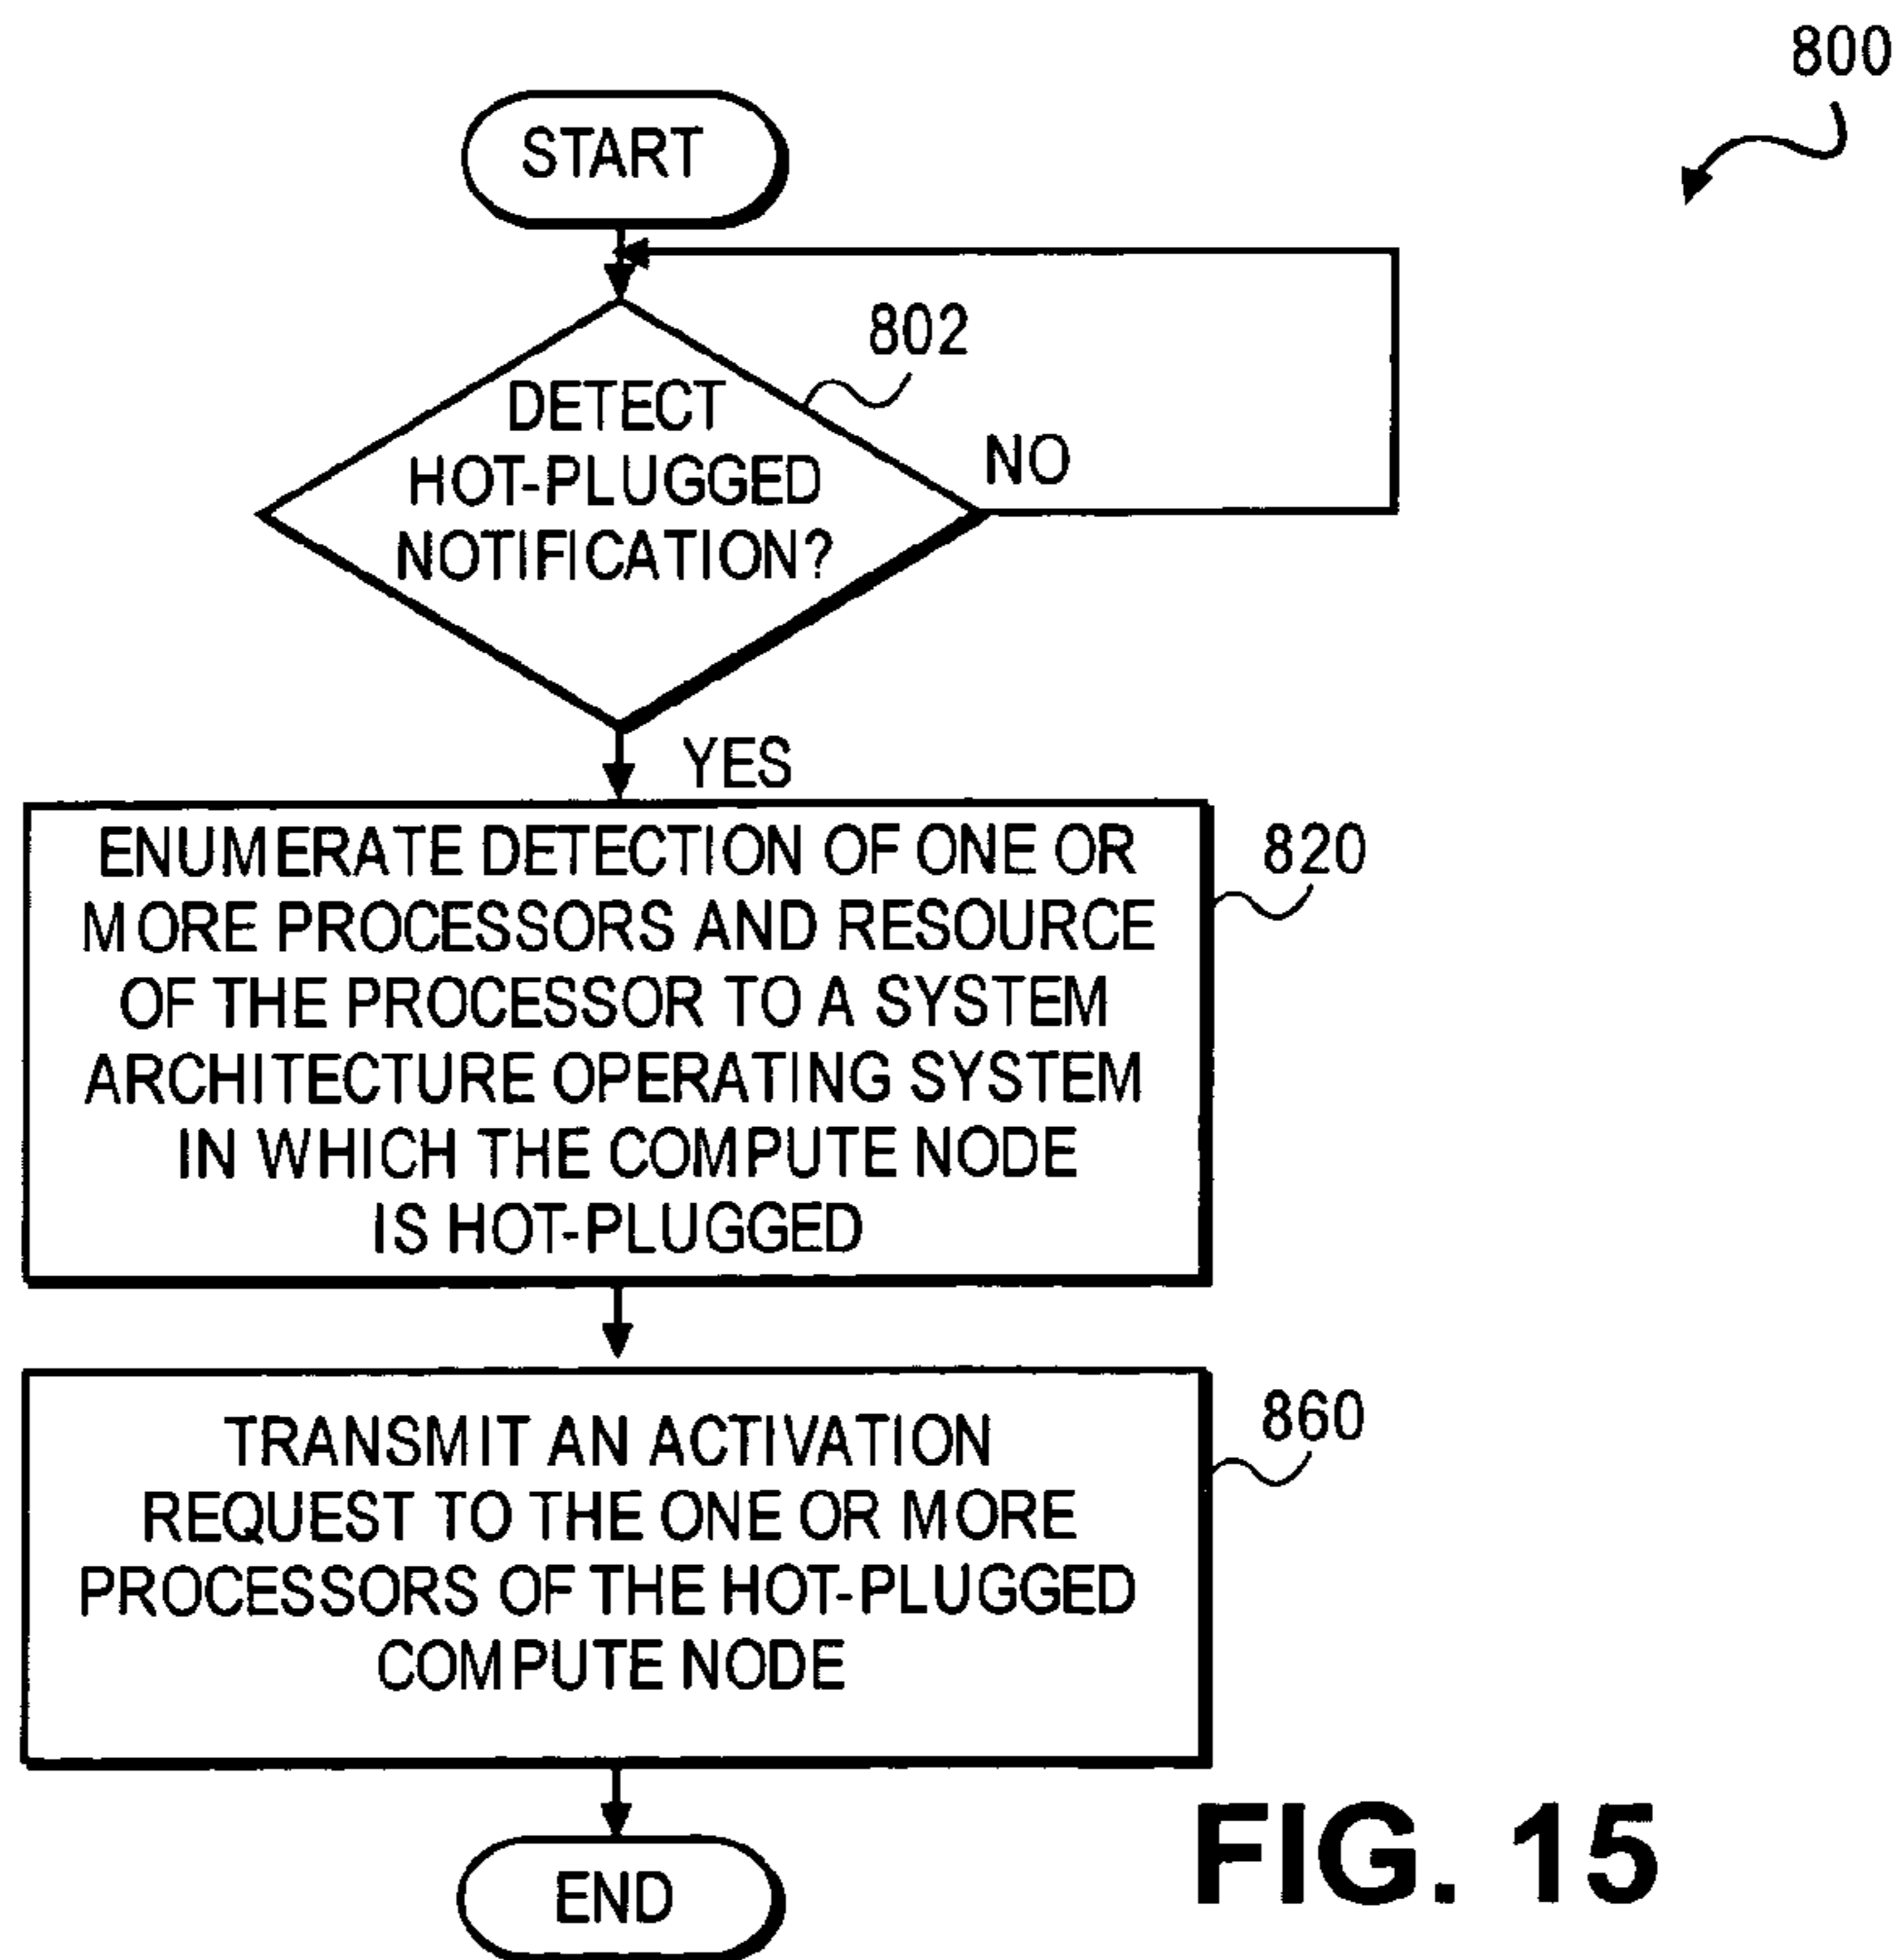 800
START
802
DETECT
HOT-PLUGGED
NOTIFICATION?
NO
YES
820
ENUMERATE DETECTION OF ONE OR
MORE PROCESSORS AND RESOURCE
OF THE PROCESSOR TO A SYSTEM
ARCHITECTURE OPERATING SYSTEM
IN WHICH THE COMPUTE NODE
IS HOT-PLUGGED
860
TRANSMIT AN ACTIVATION
REQUEST TO THE ONE OR MORE
PROCESSORS OF THE HOT-PLUGGED
COMPUTE NODE
END
FIG. 15